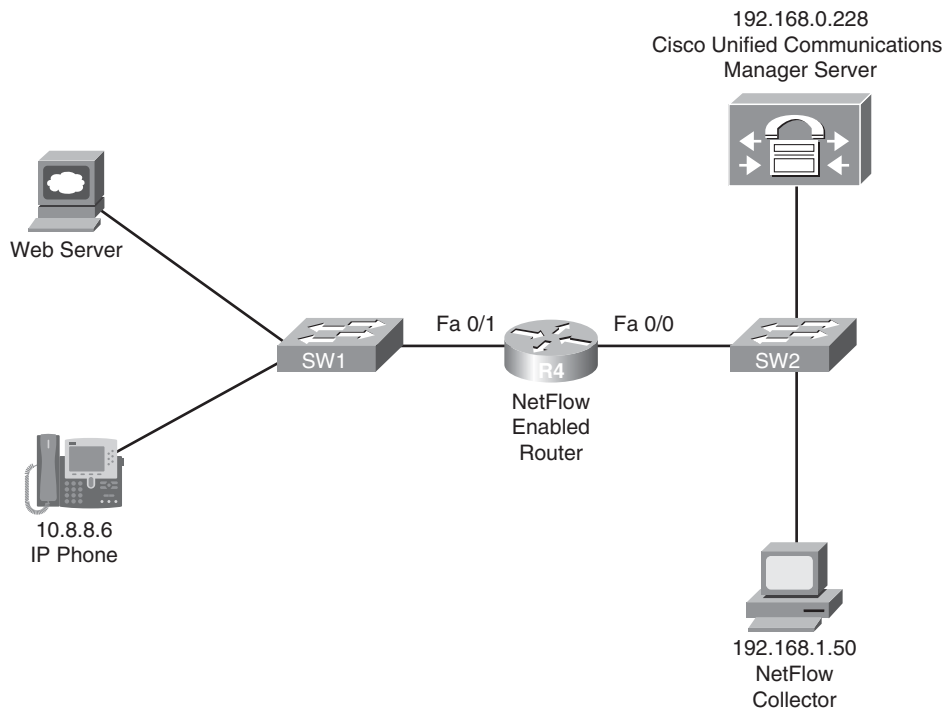 192.168.0.228
Cisco Unified Communications
Manager Server
Web Server
SW1
Fa 0/1
R4
Fa 0/0
SW2
NetFlow
Enabled
Router
10.8.8.6
IP Phone
192.168.1.50
NetFlow
Collector